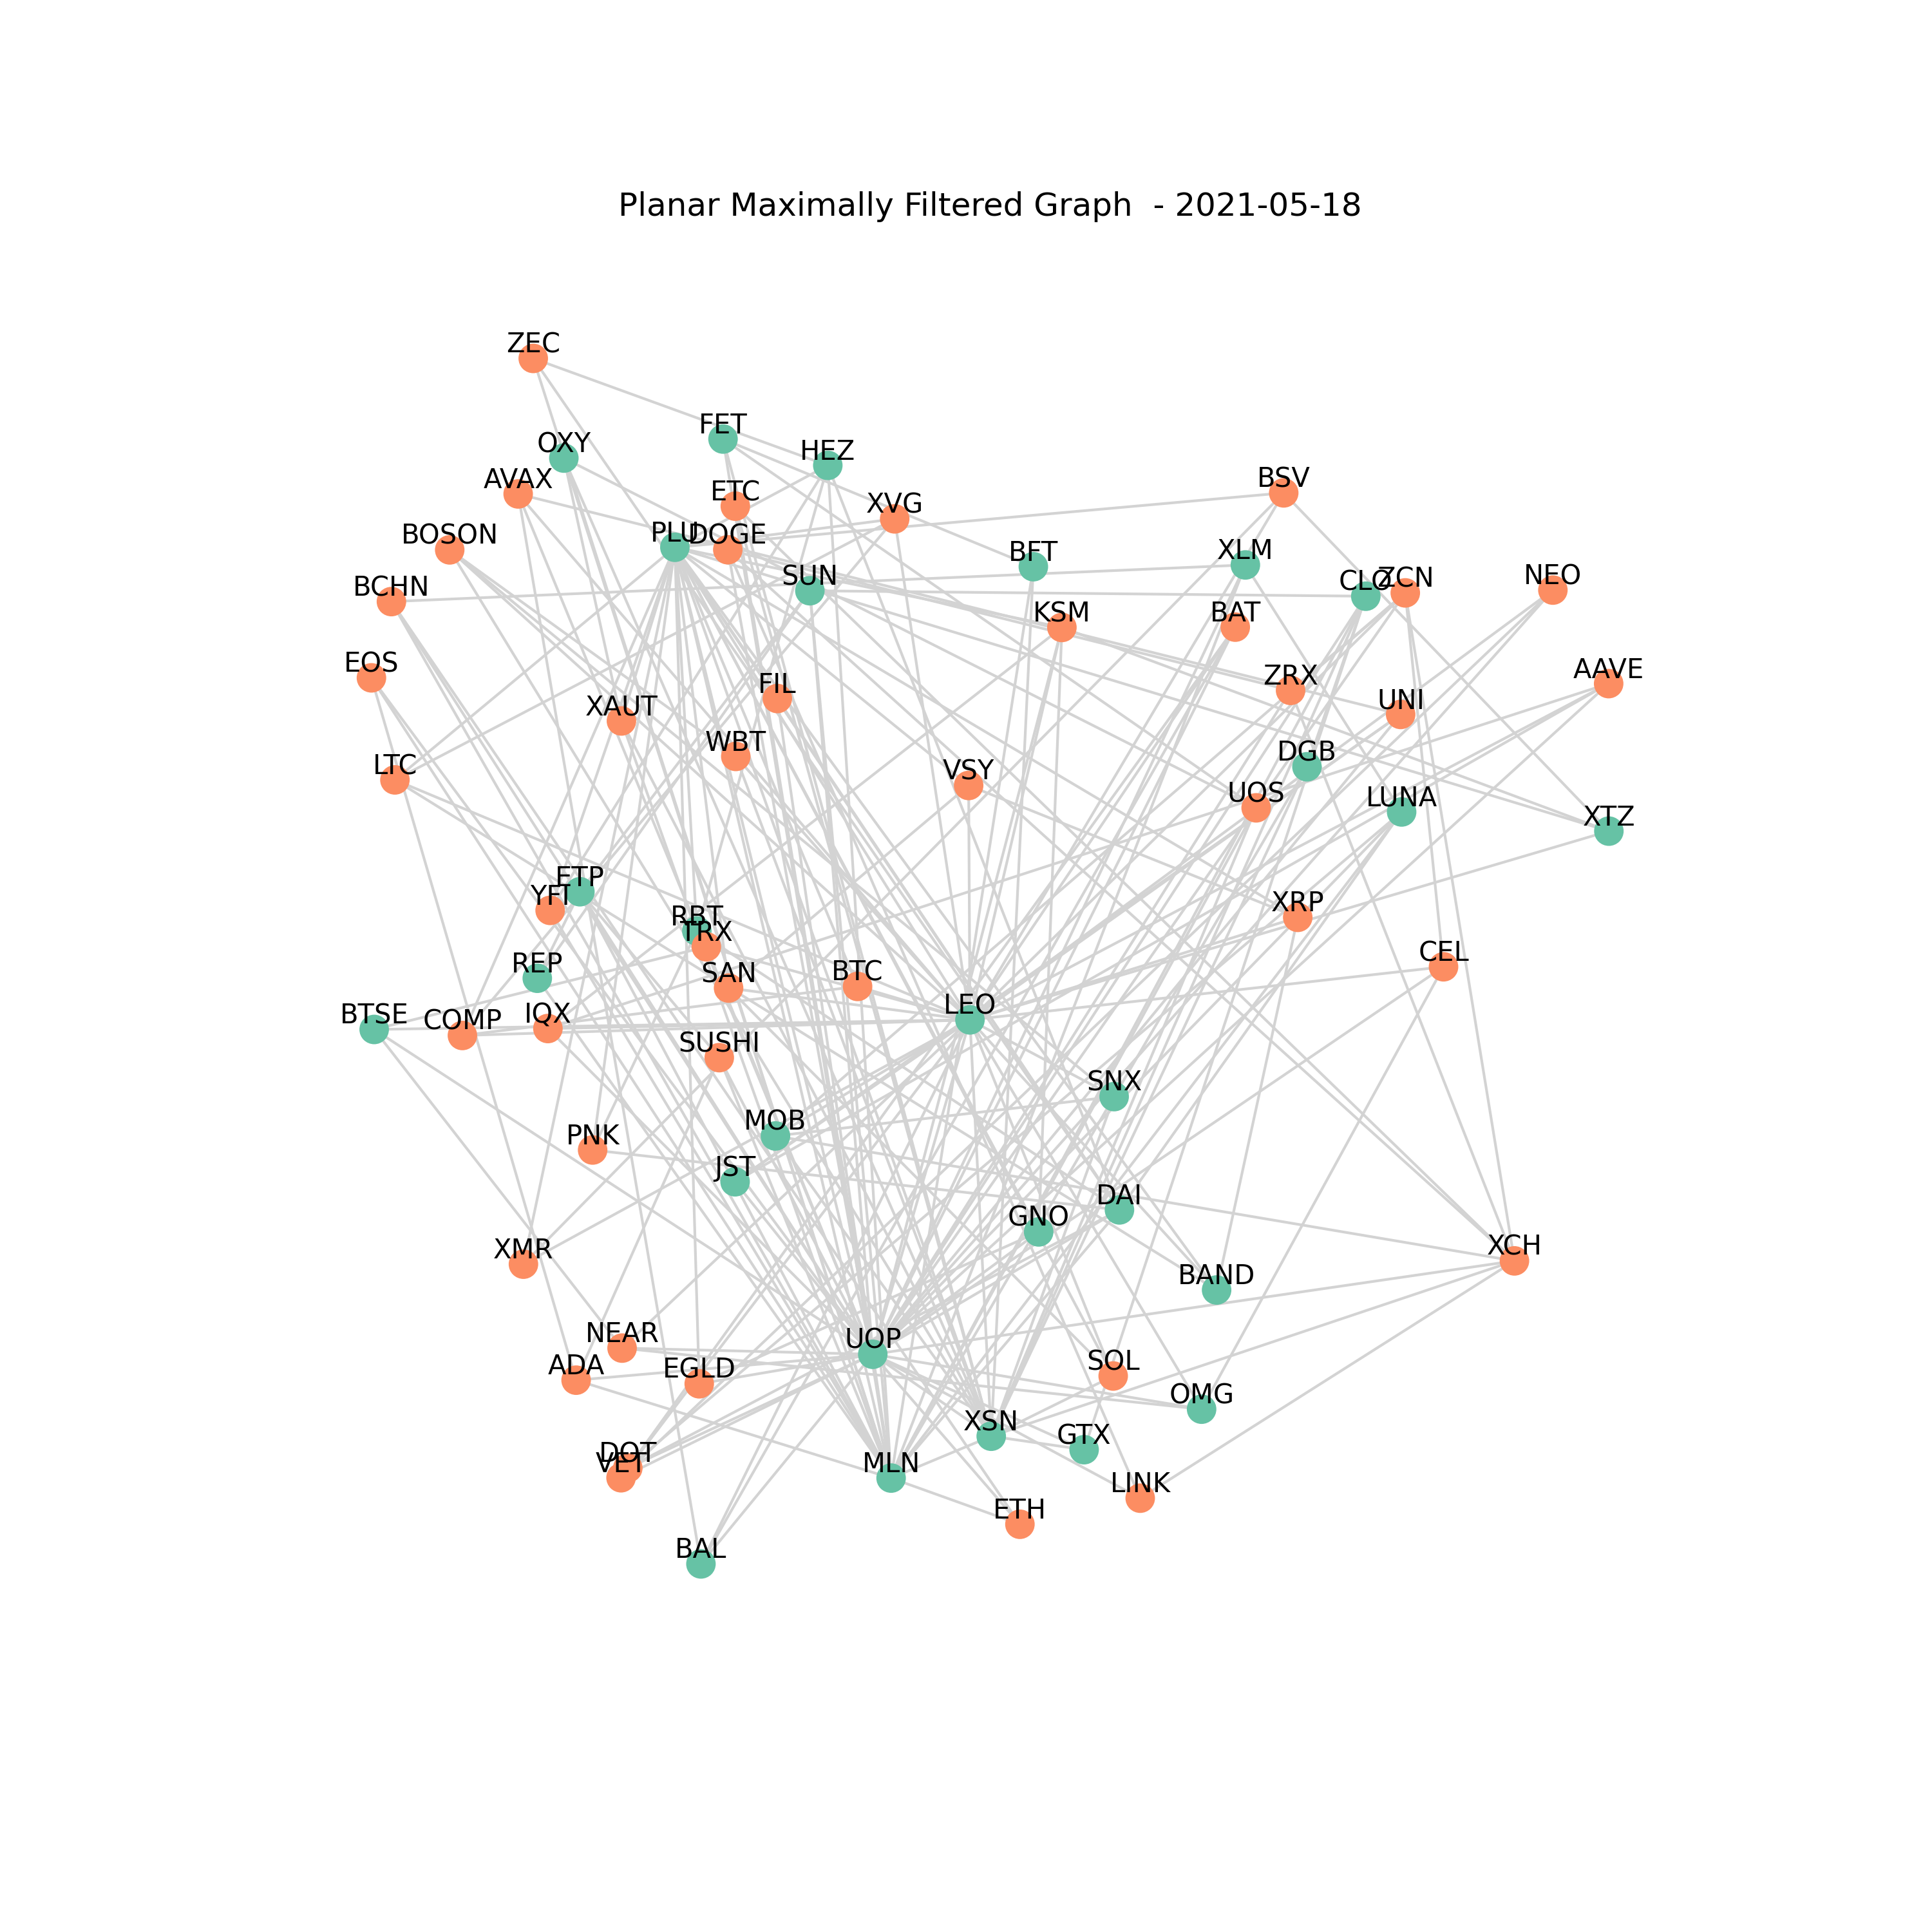 Planar Maximally Filtered Graph  - 2021-05-18
ZEC
FET
OXY
HEZ
AVAX
ETC
XVG
BSV
BOSON
PLU
DOGE
BFT
XLM
SUN
BCHN
CLO
ZCN
NEO
KSM
BAT
EOS
FIL
ZRX
AAVE
XAUT
UNI
WBT
LTC
VSY
DGB
UOS
LUNA
XTZ
YFI
RBT
TRX
XRP
REP
SAN
BTC
CEL
BTSE
COMP
IQX
LEO
SUSHI
SNX
MOB
PNK
JST
DAI
GNO
XMR
BAND
XCH
NEAR
UOP
ADA
EGLD
SOL
OMG
XSN
GTX
DOT
VET
MLN
LINK
ETH
BAL